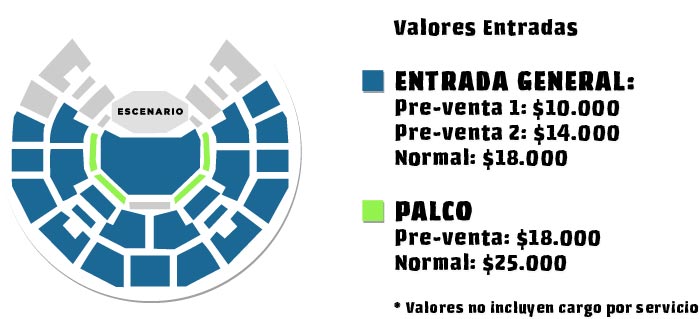 ESCENARIO
Valores Entradas
ENTRADA GENERAL:
Pre-venta 1: $10.000
Pre-venta 2: $14.000
Normal: $18.000
PALCO
Pre-venta: $18.000
Normal: $25.000
* Valores no incluyen cargo por servicio